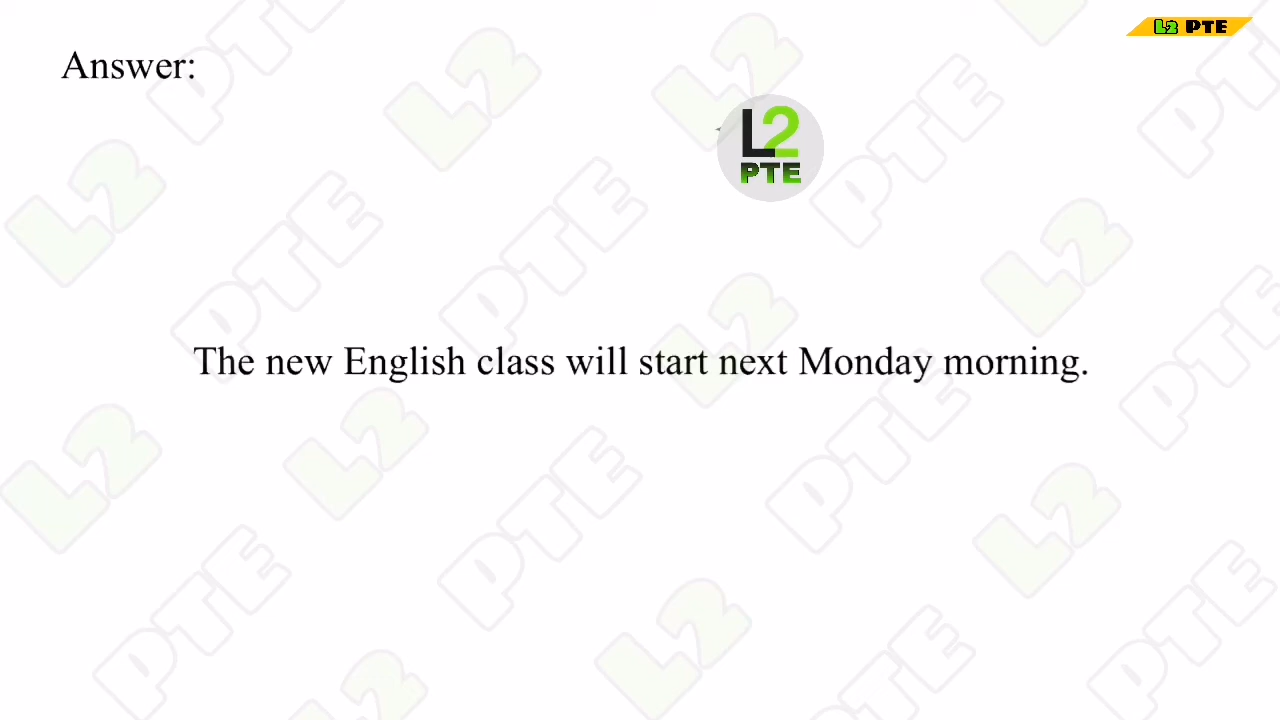 L2 PTE
Answer:
L2
PTE
The new English class will start next Monday morning.